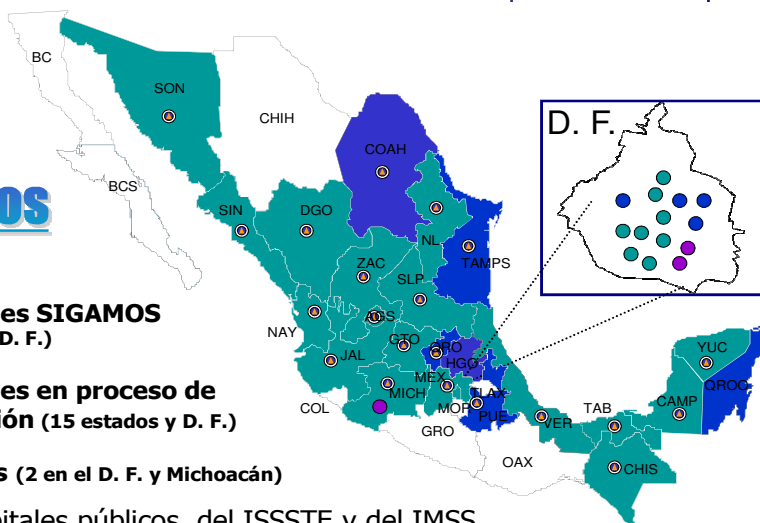 BC
SON
CHIH
COAH
D. F.
BCS
OS
SIN
DGO
NL
TAMPS
ZAC
SLP
es SIGAMOS
D. F.)
AGS
NAY
GTO
QRO
HGO
YUC
JAL
MEX
QROO
es en proceso de
MICH
TLAX
CAMP
ión (15 estados y D. F.)
COL
MOR
PUE
TAB
VER
GRO
OAX
CHIS
s (2 en el D. F. y Michoacán)
itales públicos, del ISSSTE y del IMSS